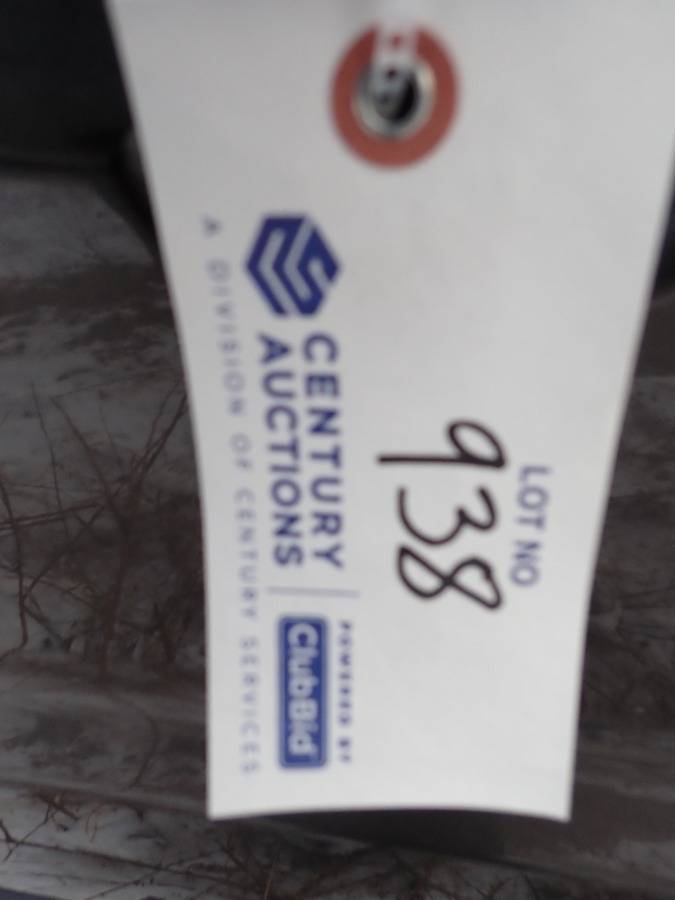 LOT NO
938
CENTURY
AUCTIONS
POWERED BY
ClubBid
A DIVISION OF CENTURY SERVICES